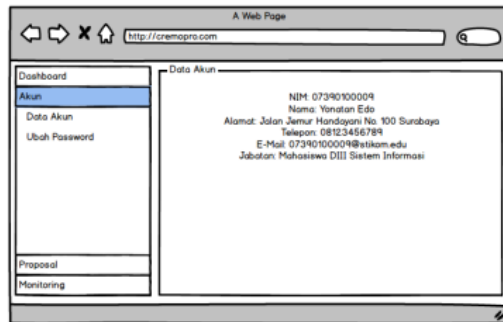 A Web Page
http://cremopro.com
Dashboard
Akun
Data Akun
Ubah Password
Proposal
Monitoring
Data Akun
NIM: 07390100009
Nama: Yonatan Edo
Alamat: Jalan Jemur Handayani No. 100 Surabaya
Telepon: 08123456789
E-Mail: 07390100009@stikom.edu
Jabatan: Mahasiswa DIII Sistem Informasi